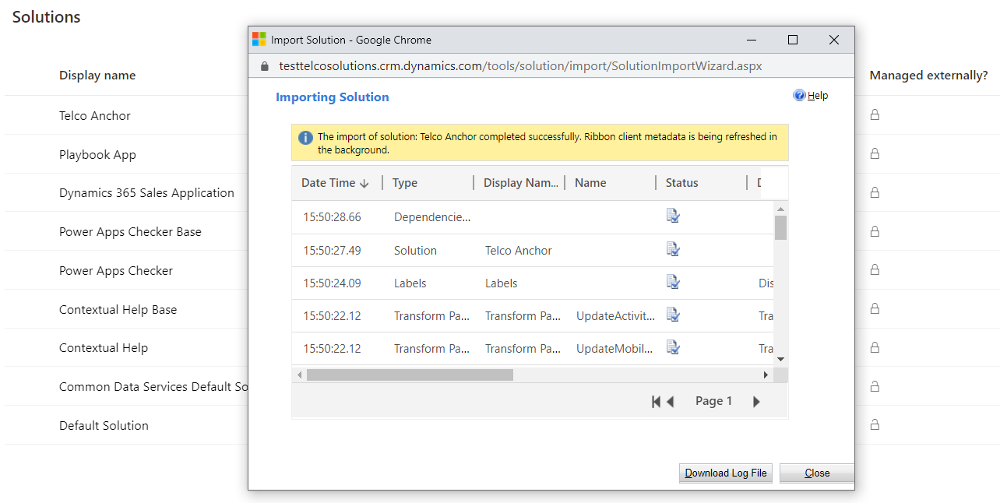 Solutions
Import Solution - Google Chrome
testtelcosolutions.crm.dynamics.com/tools/solution/import/SolutionImportWizard.aspx
Display name
Managed externally?
Importing Solution
Help
Telco Anchor
Playbook App
Dynamics 365 Sales Application
Power Apps Checker Base
Power Apps Checker
Contextual Help Base
Contextual Help
Common Data Services Default So
Default Solution
The import of solution: Telco Anchor completed successfully. Ribbon client metadata is being refreshed in
the background.
Date Time Type Display Nam... Name Status
15:50:28.66 Dependencie...
15:50:27.49 Solution Telco Anchor
15:50:24.09 Labels Labels Dis
15:50:22.12 Transform Pa... Transform Pa... UpdateActivit... Tra
15:50:22.12 Transform Pa... Transform Pa... UpdateMobil... Tra
Page 1
Download Log File
Close